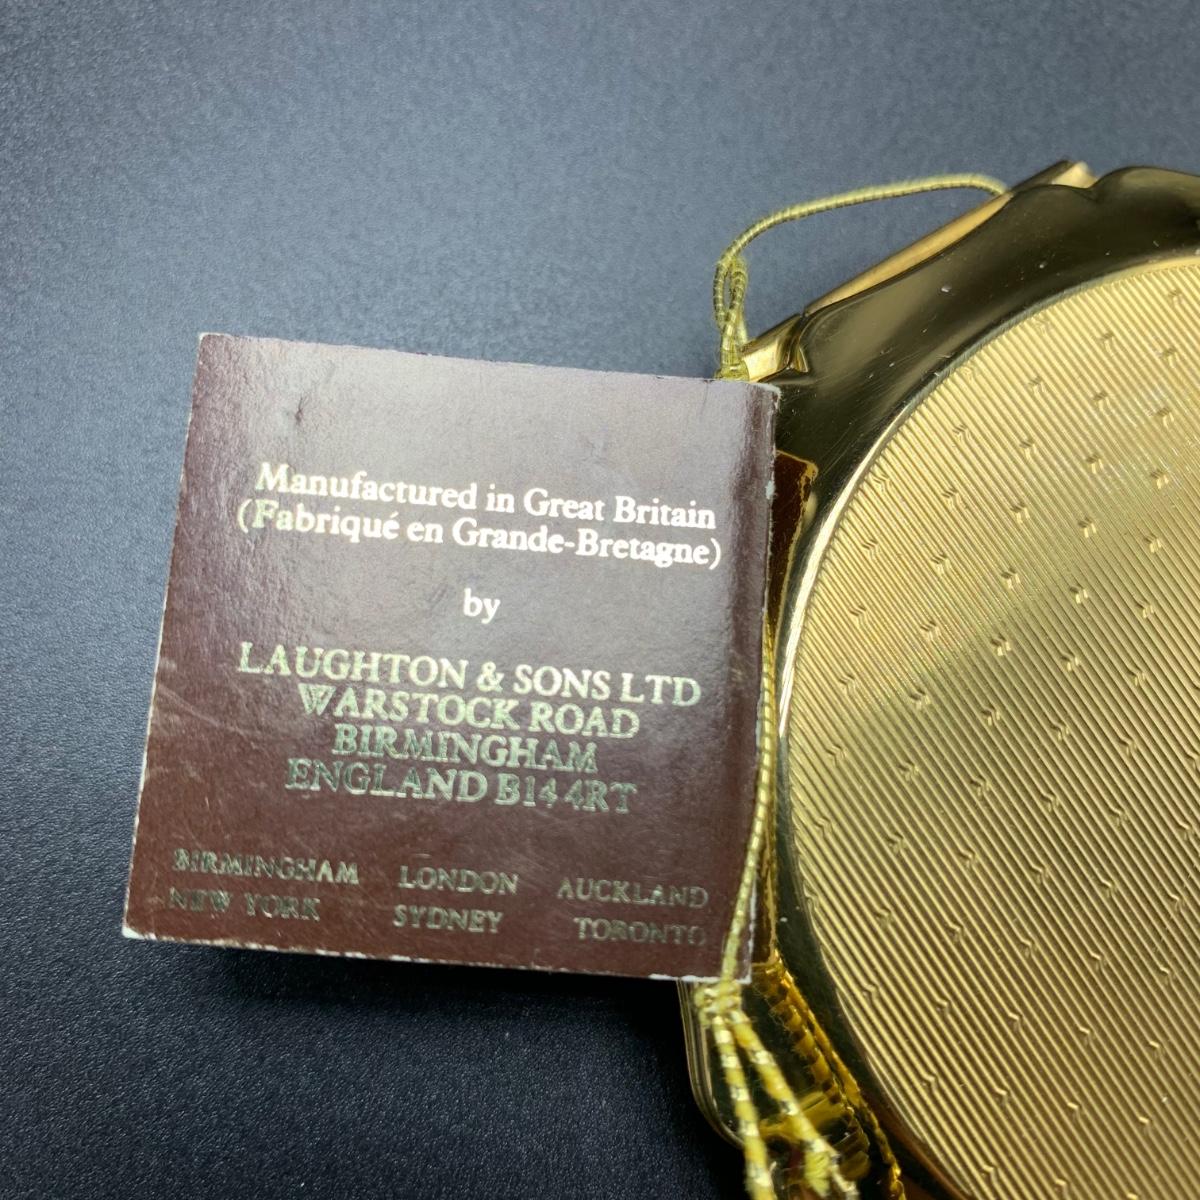 Manufactured in Great Britain
(Fabriqué en Grande-Bretagne)
by
LAUGHTON & SONS LTD
WARSTOCK ROAD
BIRMINGHAM
ENGLAND B14 4RT
BIRMINGHAM LONDON AUCKLAND
NEW YORK SYDNEY TORONTO